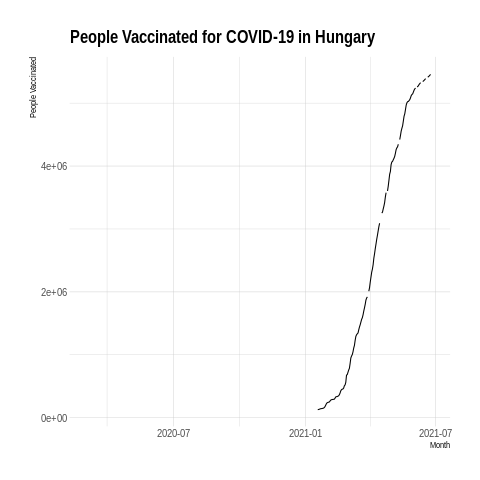 People Vaccinated for COVID-19 in Hungary
People Vaccinated
4e+06
2e+06
0e+00
2020-07 2021-01 2021-07
Month